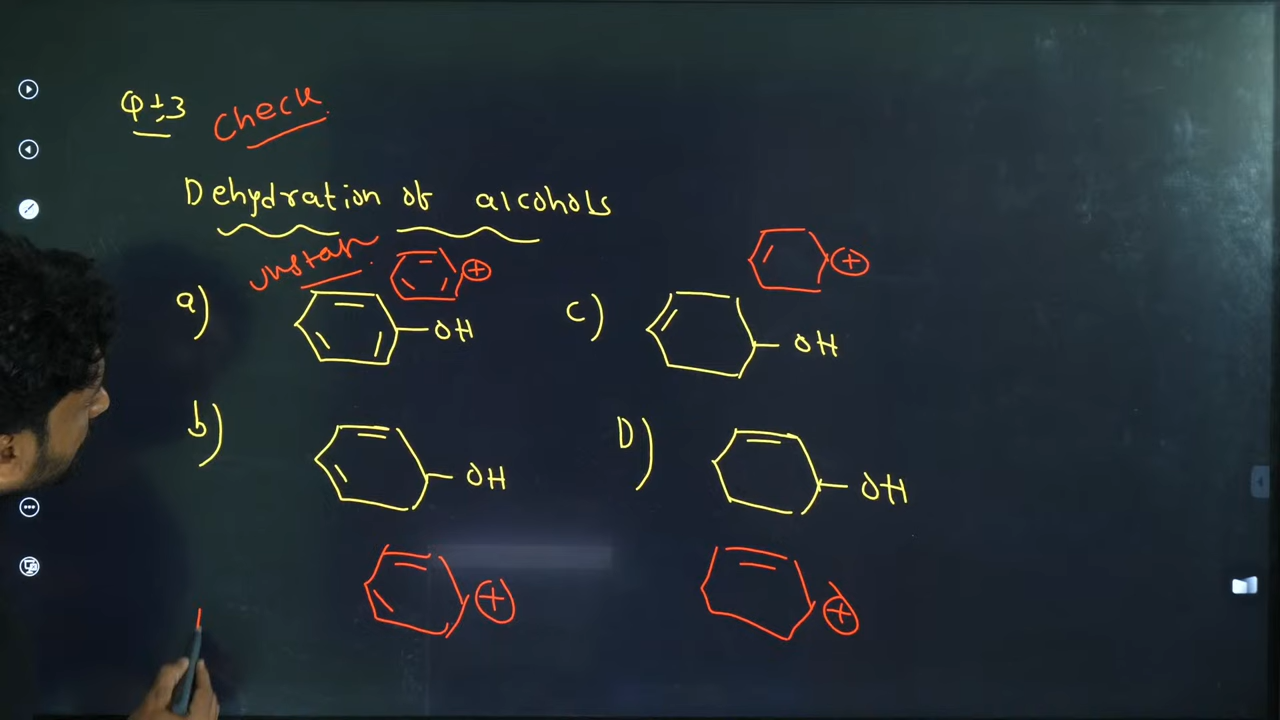 Q ±3
Check
Dehydration of alcohols
unstab
a) OH
c) OH
b) OH
D) OH